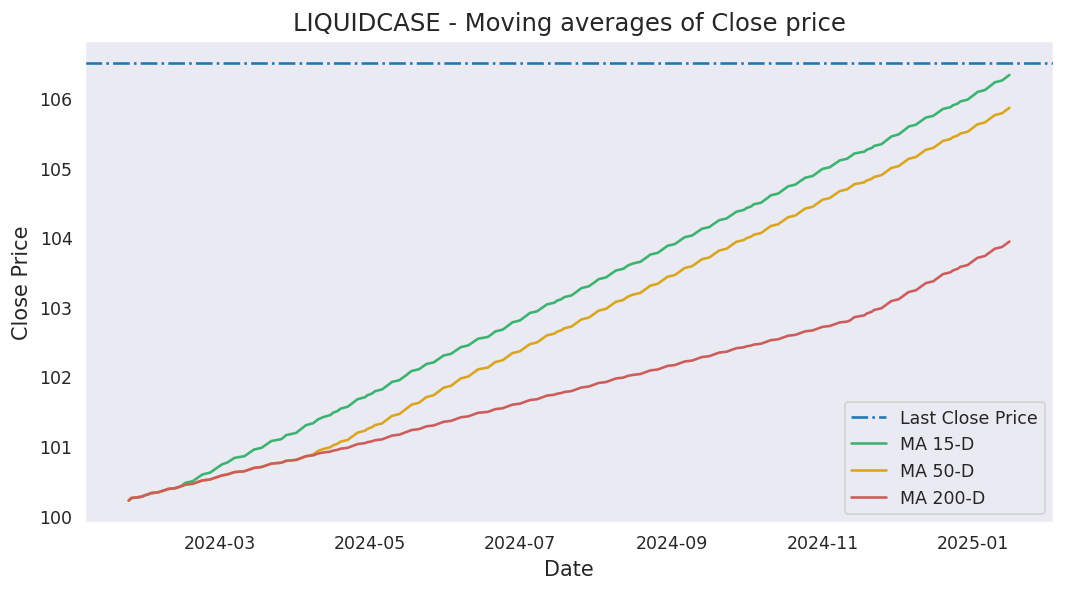 LIQUIDCASE - Moving averages of Close price
Close Price
106
105
104
103
102
101
100
Last Close Price
MA 15-D
MA 50-D
MA 200-D
2024-03 2024-05 2024-07 2024-09 2024-11 2025-01
Date